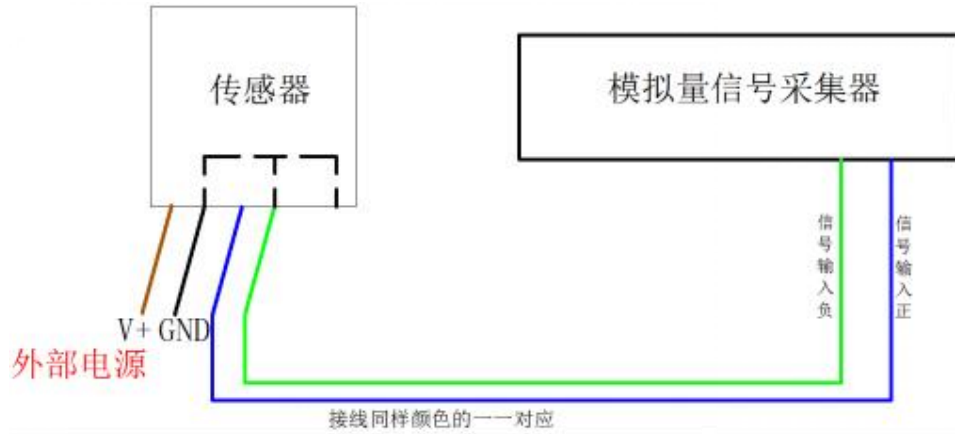 传感器
模拟量信号采集器
信号输入负
信号输入正
V+ GND
外部电源
接线同样颜色的一一对应